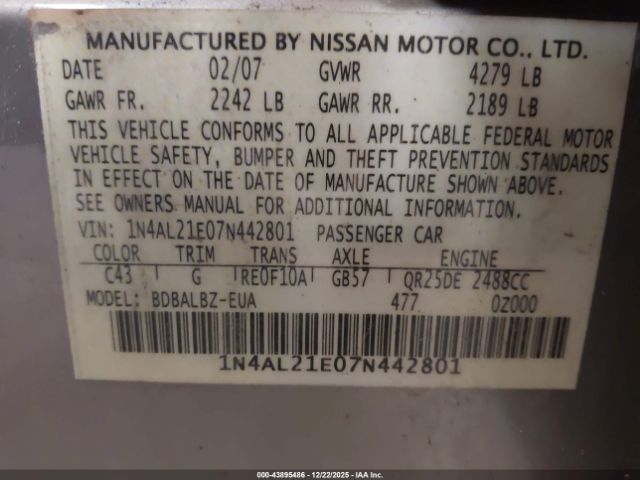 MANUFACTURED BY NISSAN MOTOR CO., LTD.
DATE 02/07 GVWR 4279 LB
GAWR FR. 2242 LB GAWR RR. 2189 LB
THIS VEHICLE CONFORMS TO ALL APPLICABLE FEDERAL MOTOR
VEHICLE SAFETY, BUMPER AND THEFT PREVENTION STANDARDS
IN EFFECT ON THE DATE OF MANUFACTURE SHOWN ABOVE.
SEE OWNERS MANUAL FOR ADDITIONAL INFORMATION.
VIN: 1N4AL21E07N442801 PASSENGER CAR
COLOR TRIM TRANS AXLE ENGINE
C43 G RE0F10A GB57 QR25DE 2488CC
MODEL: BDBALBZ-EUA 477 02000
1N4AL21E07N442801
000-43895486 - 12/22/2025 - IAA Inc.